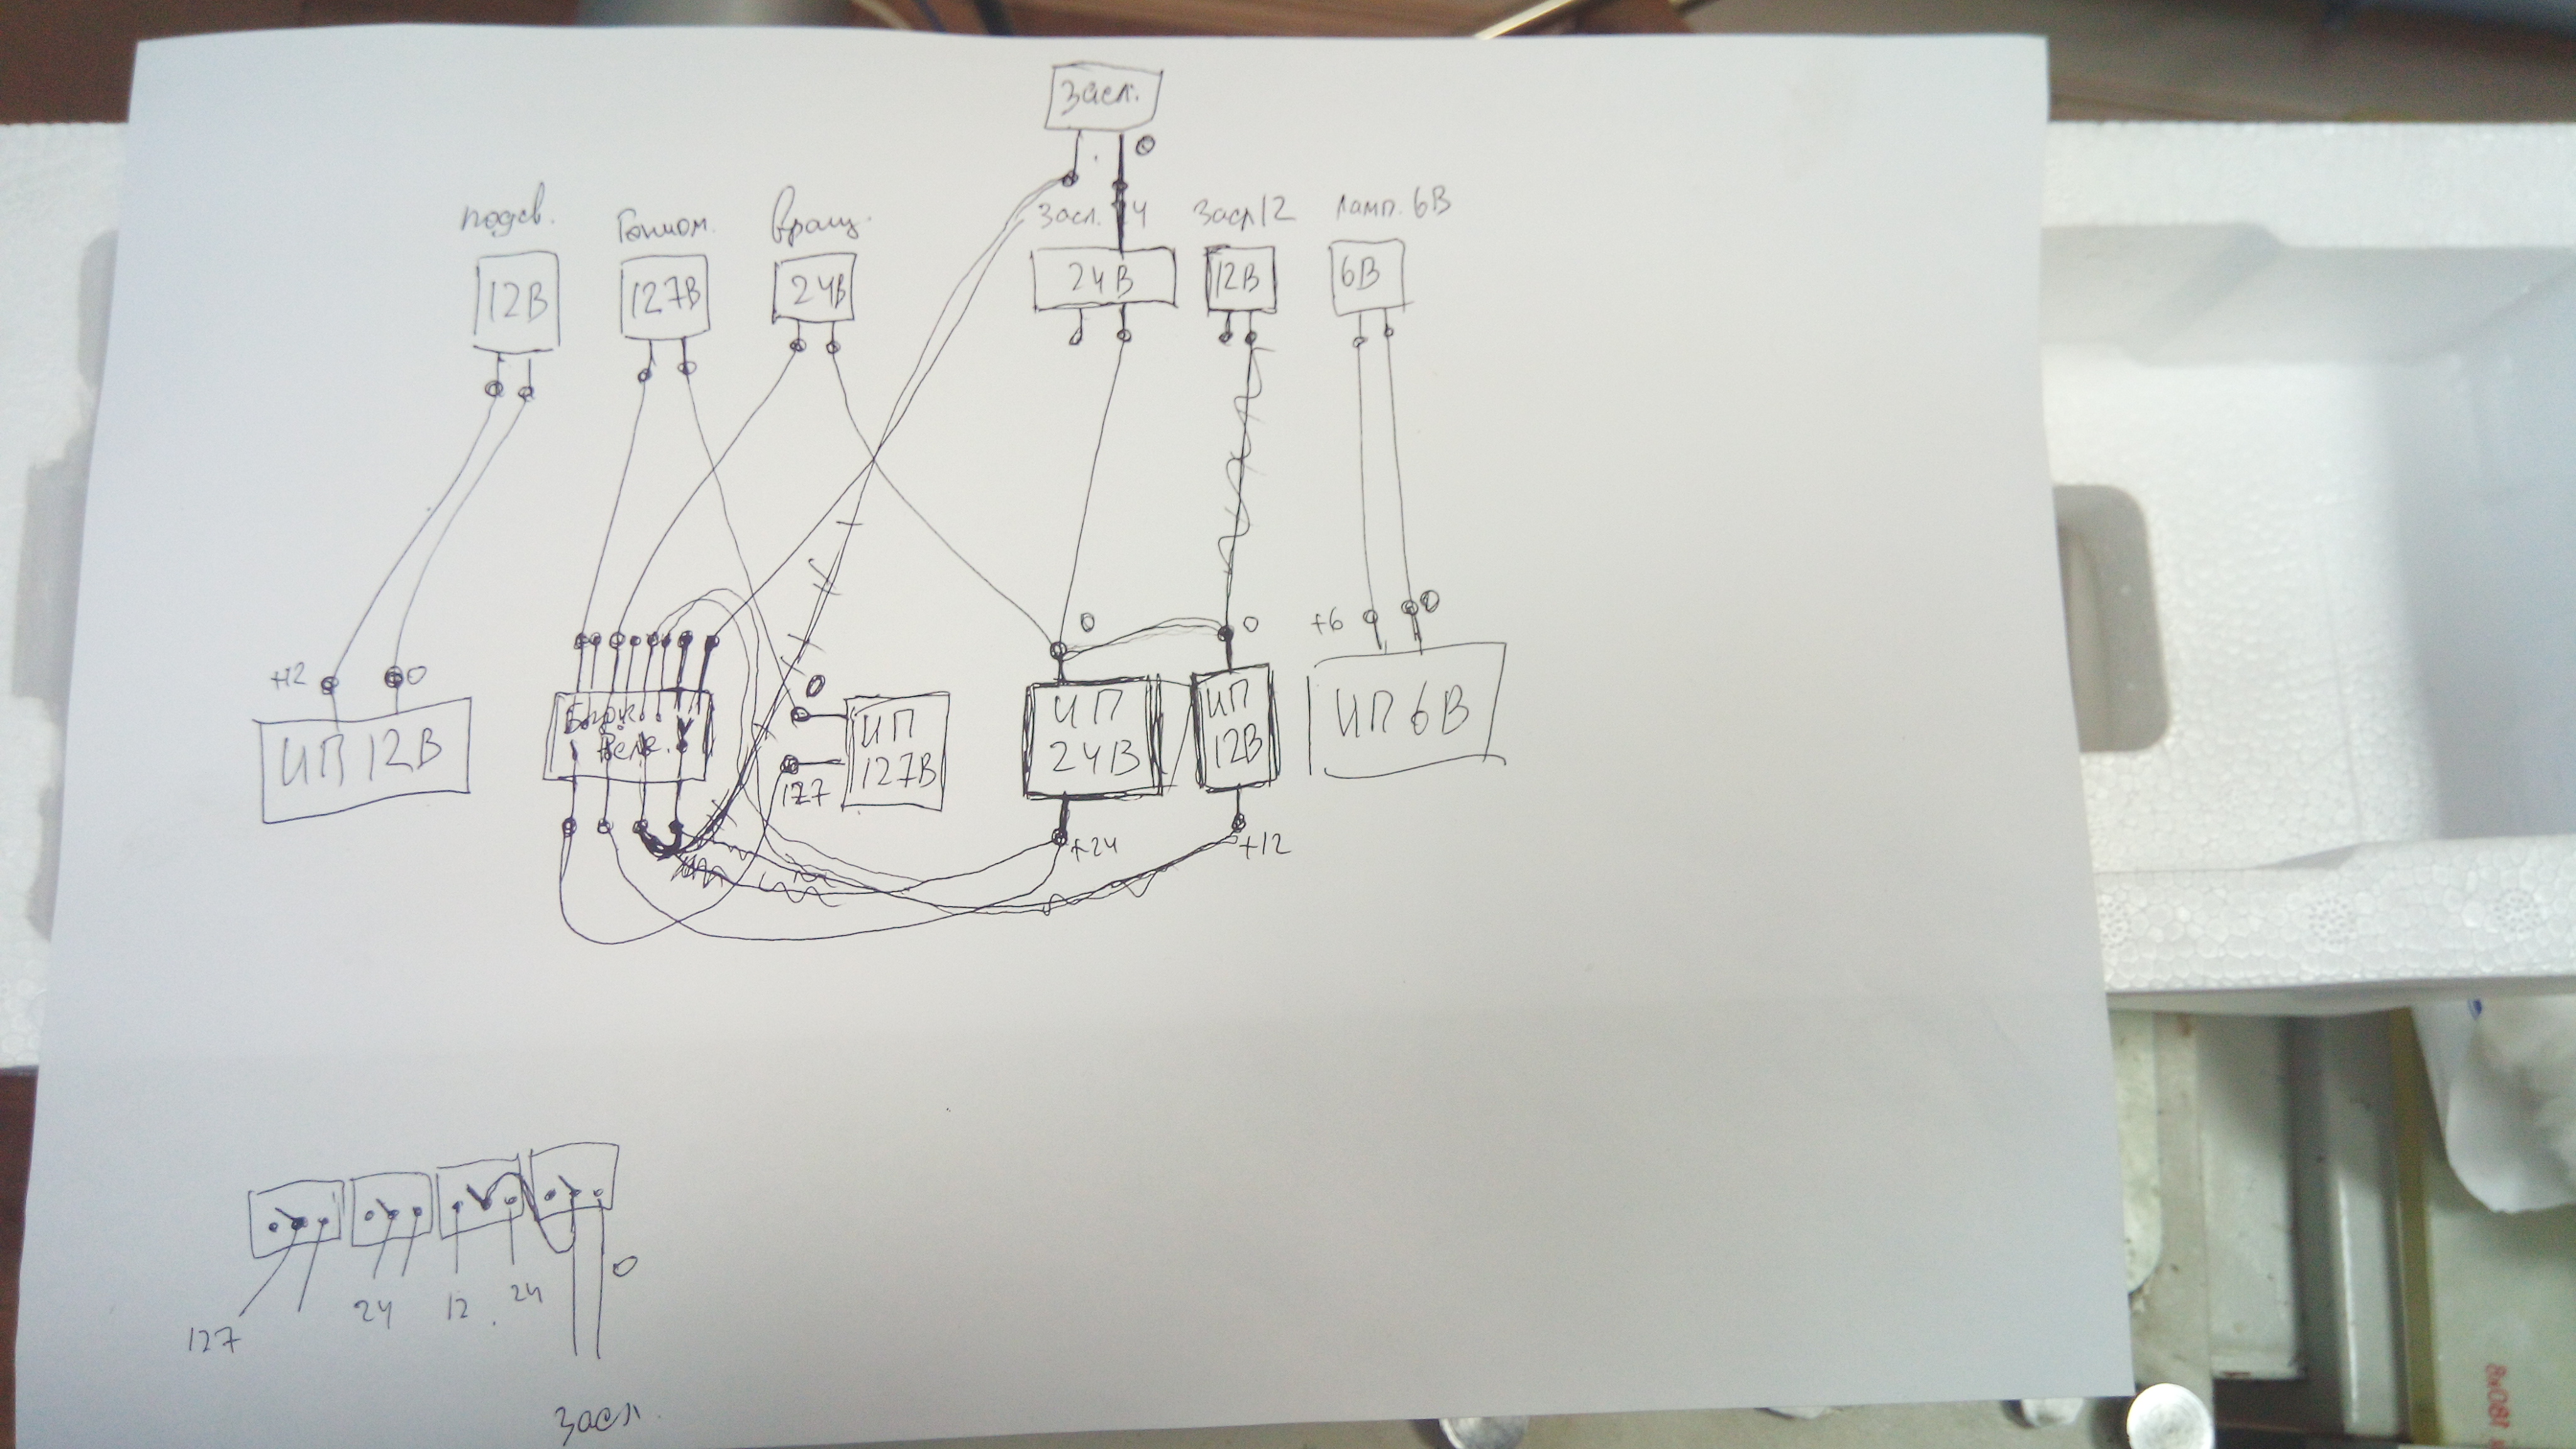 Засл.
0
подсв. Гониом. Вращ. Засл. 24 Засл 12 Ламп. 6В
12В 127В 24В 24В 12В 6В
+12 0 0 0 0 +6 0
ИП 12В
Блок
Реле.
ИП
127В
127
ИП
24В
ИП
12В
ИП 6В
+24 +12
0
127 24 12 24
Засл.